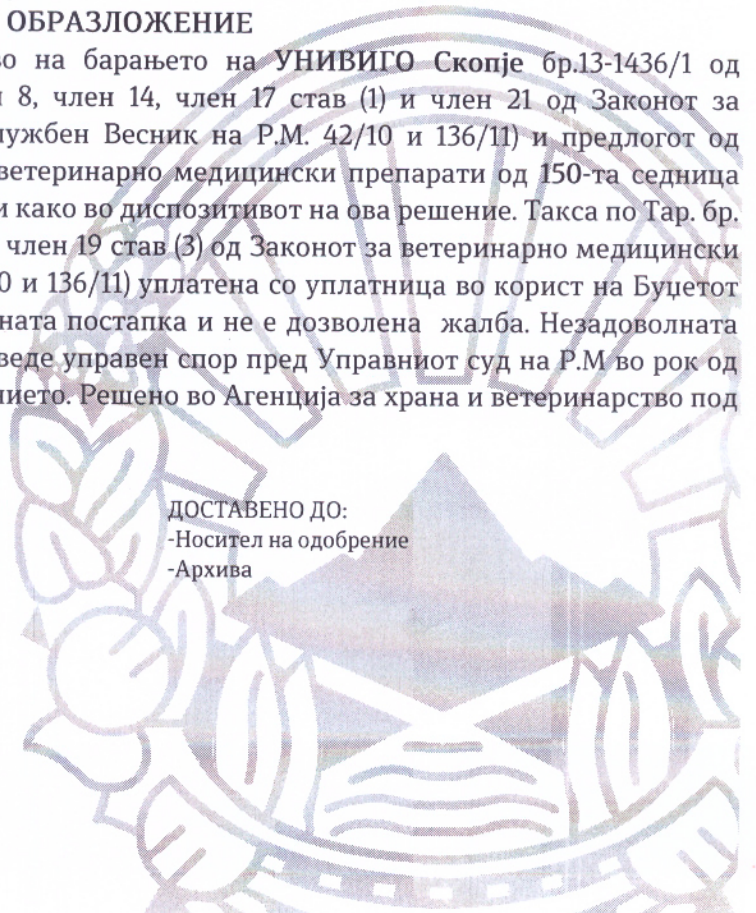 ОБРАЗЛОЖЕНИЕ
во на барањето на УНИВИГО Скопје бр.13-1436/1 од
8, член 14, член 17 став (1) и член 21 од Законот за
лужбен Весник на Р.М. 42/10 и 136/11) и предлогот од
ветеринарно медицински препарати од 150-та седница
и како во диспозитивот на ова решение. Такса по Тар. бр.
член 19 став (3) од Законот за ветеринарно медицински
0 и 136/11) уплатена со уплатница во корист на Буџетот
ната постапка и не е дозволена жалба. Незадоволната
веде управен спор пред Управниот суд на Р.М во рок од
нието. Решено во Агенција за храна и ветеринарство под
ДОСТАВЕНО ДО:
-Носител на одобрение
-Архива